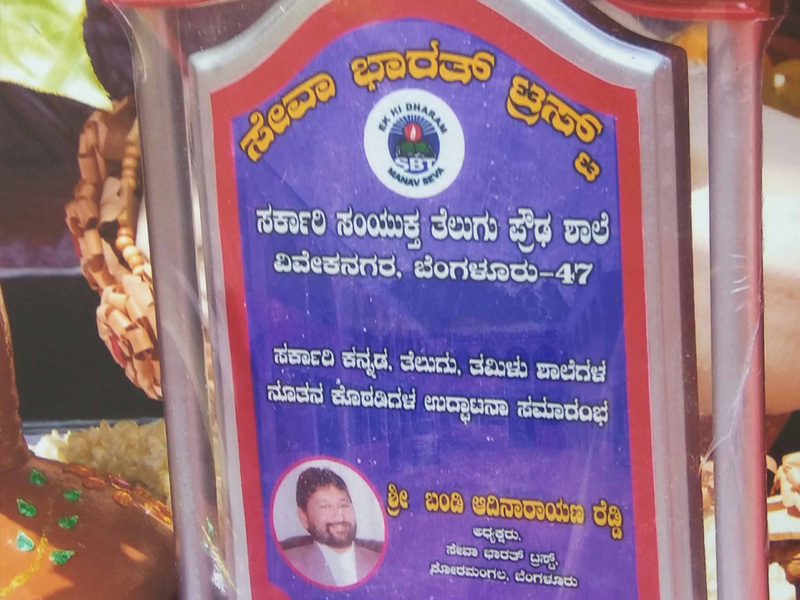 ಸೇವಾ ಭಾರತ್ ಟ್ರಸ್ಟ್
EK HI DHARAM
SBT
MANAV SEVA
ಸರ್ಕಾರಿ ಸಂಯುಕ್ತ ತೆಲುಗು ಪ್ರೌಢ ಶಾಲೆ
ವಿವೇಕನಗರ, ಬೆಂಗಳೂರು-47
ಸರ್ಕಾರಿ ಕನ್ನಡ, ತೆಲುಗು, ತಮಿಳು ಶಾಲೆಗಳ
ನೂತನ ಕೊಠಡಿಗಳ ಉದ್ಘಾಟನಾ ಸಮಾರಂಭ
ಶ್ರೀ ಬಂಡಿ ಆದಿನಾರಾಯಣ ರೆಡ್ಡಿ
ಅಧ್ಯಕ್ಷರು,
ಸೇವಾ ಭಾರತ್ ಟ್ರಸ್ಟ್,
ಕೋರಮಂಗಲ, ಬೆಂಗಳೂರು